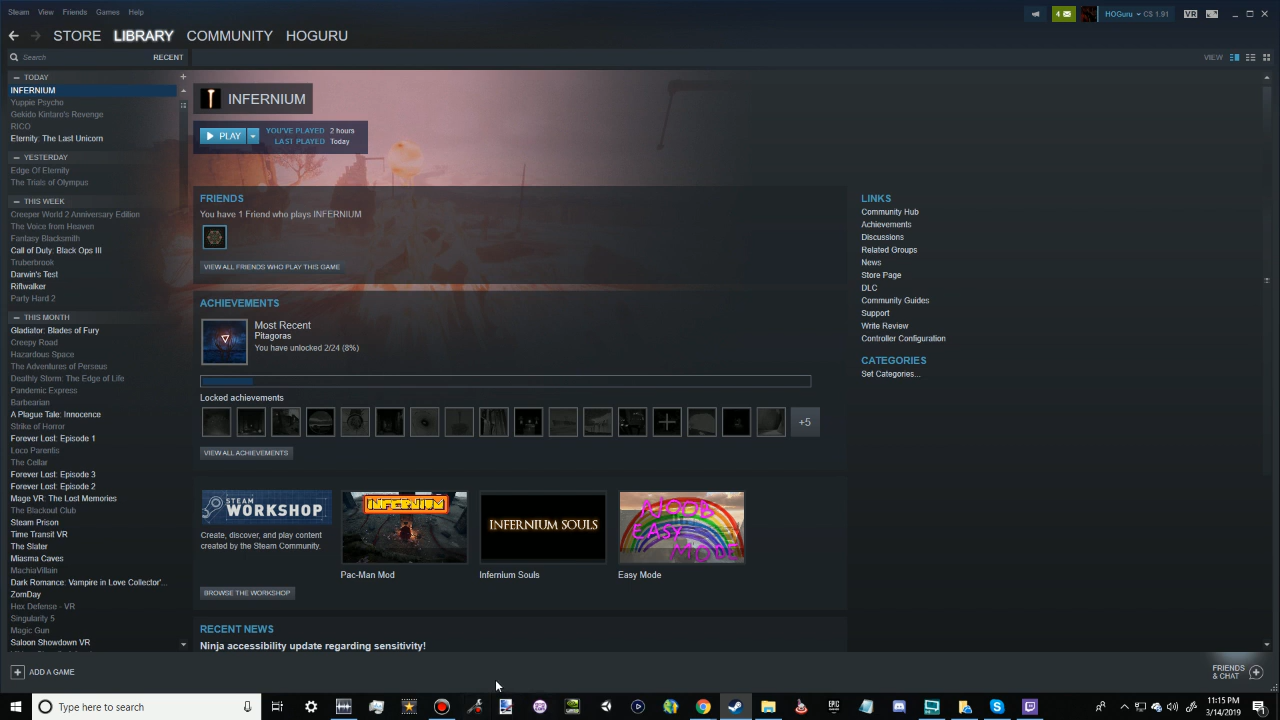 Steam View Friends Games Help
4 HOGuru CS 1.91 VR
STORE LIBRARY COMMUNITY HOGURU
Search RECENT VIEW
TODAY
INFERNIUM
Yuppie Psycho
Gekido Kintaro's Revenge
RICO
Eternity: The Last Unicorn
YESTERDAY
Edge Of Eternity
The Trials of Olympus
THIS WEEK
Creeper World 2 Anniversary Edition
The Voice from Heaven
Fantasy Blacksmith
Call of Duty: Black Ops III
Truberbrook
Darwin's Test
Riftwalker
Party Hard 2
THIS MONTH
Gladiator: Blades of Fury
Creepy Road
Hazardous Space
The Adventures of Perseus
Deathly Storm: The Edge of Life
Pandemic Express
Barbearian
A Plague Tale: Innocence
Strike of Horror
Forever Lost: Episode 1
Loco Parentis
The Cellar
Forever Lost: Episode 3
Forever Lost: Episode 2
Mage VR: The Lost Memories
The Blackout Club
Steam Prison
Time Transit VR
The Slater
Miasma Caves
MachiaVillain
Dark Romance: Vampire in Love Collector'...
ZomDay
Hex Defense - VR
Singularity 5
Magic Gun
Saloon Showdown VR
INFERNIUM
PLAY YOU'VE PLAYED 2 hours
LAST PLAYED Today
FRIENDS
You have 1 Friend who plays INFERNIUM
VIEW ALL FRIENDS WHO PLAY THIS GAME
ACHIEVEMENTS
Most Recent
Pitagoras
You have unlocked 2/24 (8%)
Locked achievements
+5
VIEW ALL ACHIEVEMENTS
STEAM
WORKSHOP
Create, discover, and play content
created by the Steam Community.
BROWSE THE WORKSHOP
INFERNIUM
Pac-Man Mod
INFERNIUM SOULS
Infernium Souls
NOOB
EASY
MODE
Easy Mode
RECENT NEWS
Ninja accessibility update regarding sensitivity!
LINKS
Community Hub
Achievements
Discussions
Related Groups
News
Store Page
DLC
Community Guides
Support
Write Review
Controller Configuration
CATEGORIES
Set Categories...
ADD A GAME
FRIENDS
& CHAT
Type here to search
EPIC
GAMES
11:15 PM
3/14/2019
1